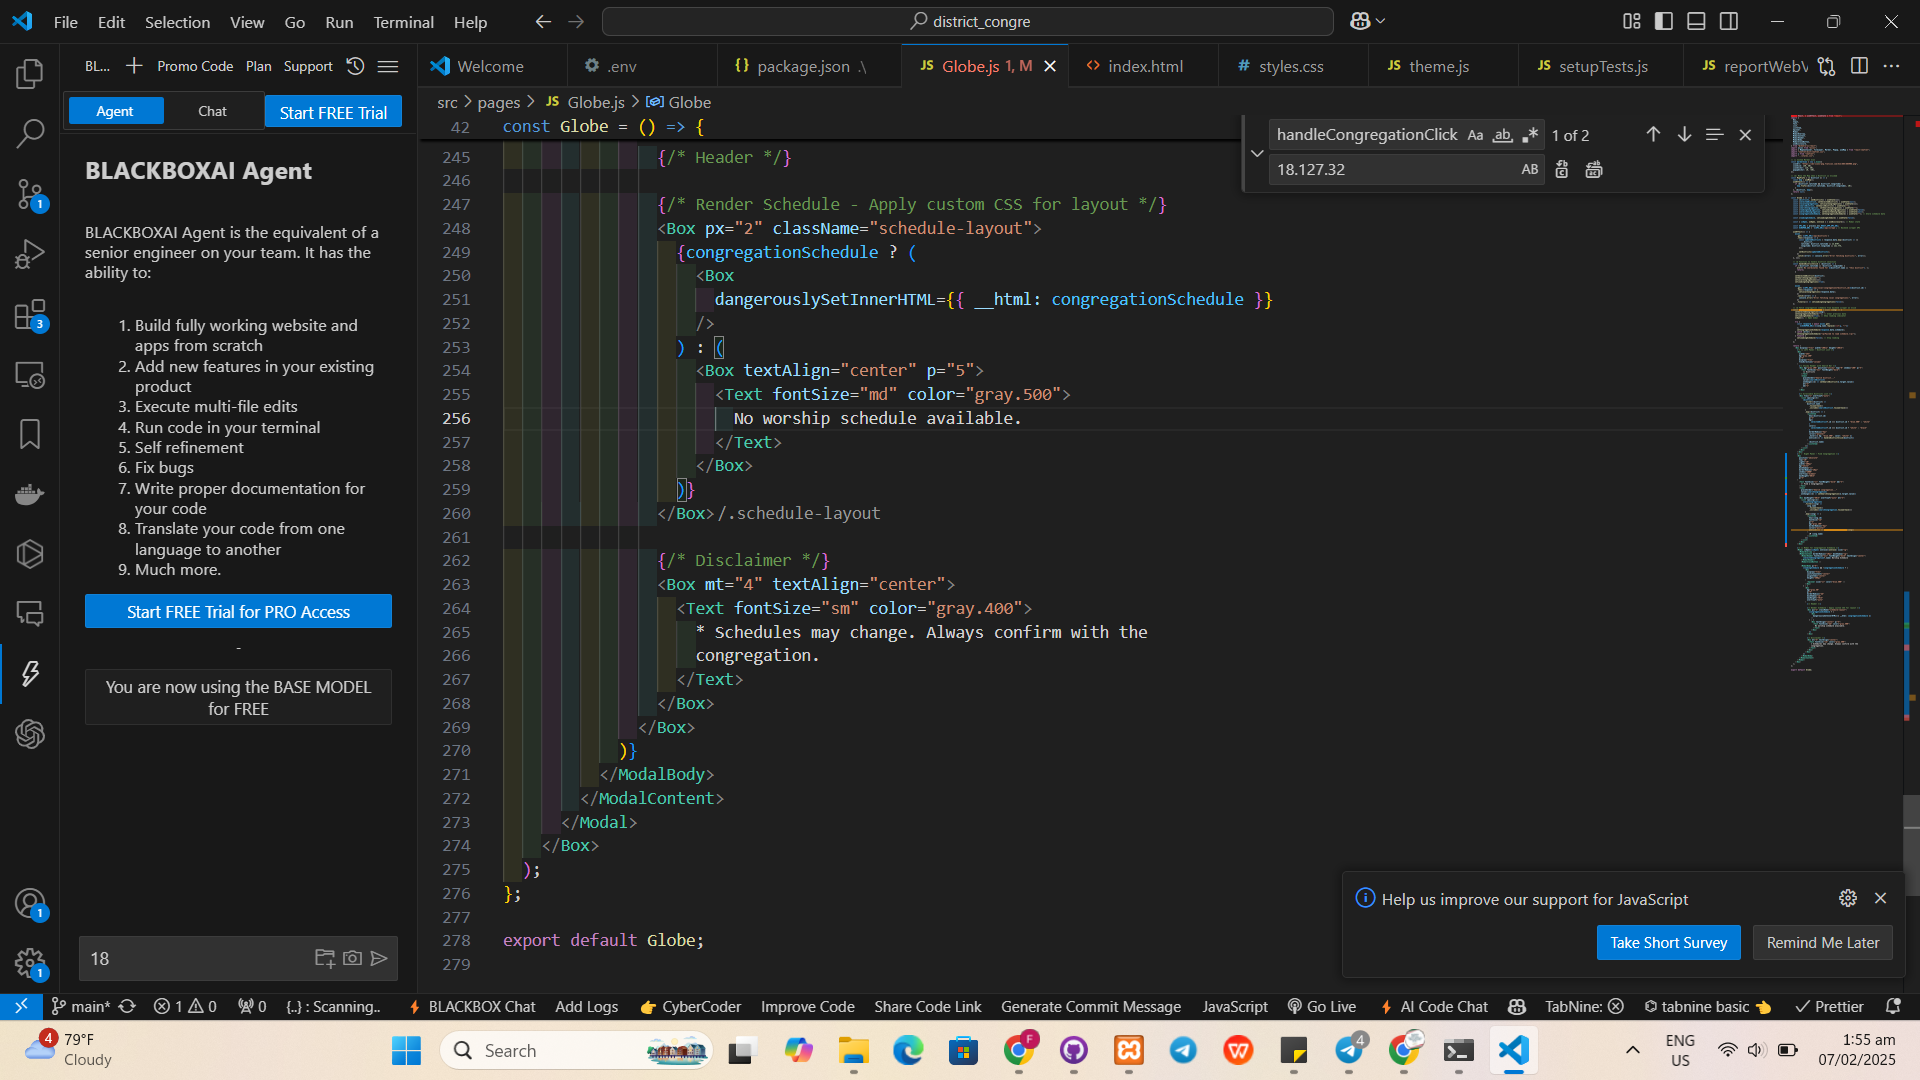 File Edit Selection View Go Run Terminal Help
district_congre
BL... Promo Code Plan Support
Welcome
.env
package.json .\
Globe.js 1, M
index.html
styles.css
theme.js
setupTests.js
reportWebV
Agent Chat Start FREE Trial
src > pages > JS Globe.js > Globe
BLACKBOXAI Agent
BLACKBOXAI Agent is the equivalent of a
senior engineer on your team. It has the
ability to:
1. Build fully working website and
apps from scratch
2. Add new features in your existing
product
3. Execute multi-file edits
4. Run code in your terminal
5. Self refinement
6. Fix bugs
7. Write proper documentation for
your code
8. Translate your code from one
language to another
9. Much more.
Start FREE Trial for PRO Access
-
You are now using the BASE MODEL
for FREE
18
42 const Globe = () => {
245 {/* Header */}
246
247 {/* Render Schedule - Apply custom CSS for layout */}
248 <Box px="2" className="schedule-layout">
249 {congregationSchedule ? (
250 <Box
251 dangerouslySetInnerHTML={{ __html: congregationSchedule }}
252 />
253 ) : (
254 <Box textAlign="center" p="5">
255 <Text fontSize="md" color="gray.500">
256 No worship schedule available.
257 </Text>
258 </Box>
259 )}
260 </Box>/.schedule-layout
261
262 {/* Disclaimer */}
263 <Box mt="4" textAlign="center">
264 <Text fontSize="sm" color="gray.400">
265 * Schedules may change. Always confirm with the
266 congregation.
267 </Text>
268 </Box>
269 </Box>
270 )}
271 </ModalBody>
272 </ModalContent>
273 </Modal>
274 </Box>
275 );
276 };
277
278 export default Globe;
279
handleCongregationClick Aa ab 1 of 2
18.127.32 AB
Help us improve our support for JavaScript
Take Short Survey Remind Me Later
main* 1 0 0 {..} : Scanning.. BLACKBOX Chat Add Logs CyberCoder Improve Code Share Code Link Generate Commit Message JavaScript Go Live AI Code Chat TabNine: tabnine basic Prettier
79°F
Cloudy
Search
ENG
US
1:55 am
07/02/2025